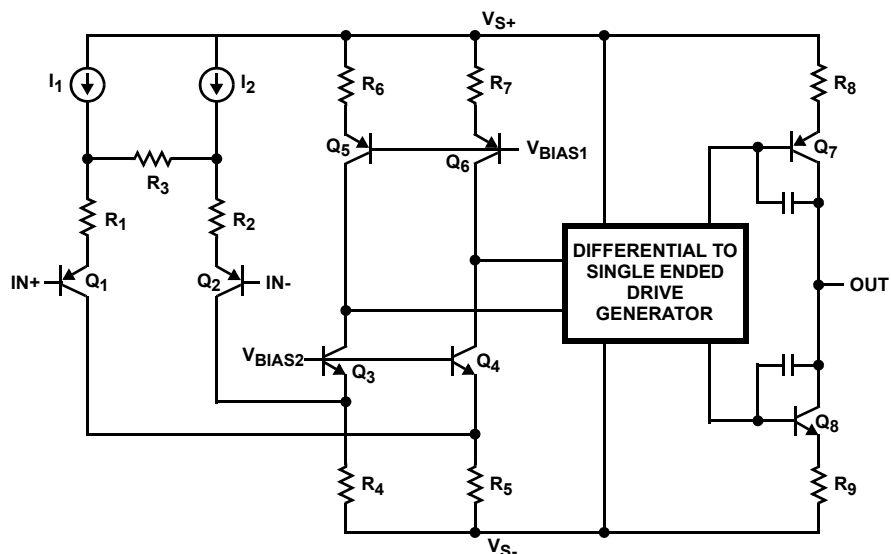 VS+
I1
I2
R6
R7
R8
Q5
Q6
VBIAS1
Q7
R3
R1
R2
DIFFERENTIAL TO
SINGLE ENDED
DRIVE
GENERATOR
IN+
Q1
Q2
IN-
OUT
VBIAS2
Q3
Q4
Q8
R4
R5
R9
VS-